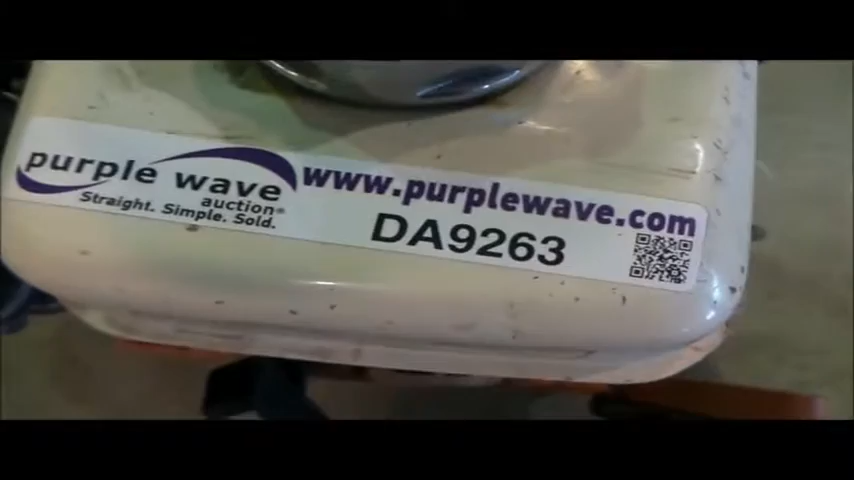 purple wave
auction®
Straight. Simple. Sold.
www.purplewave.com
DA9263